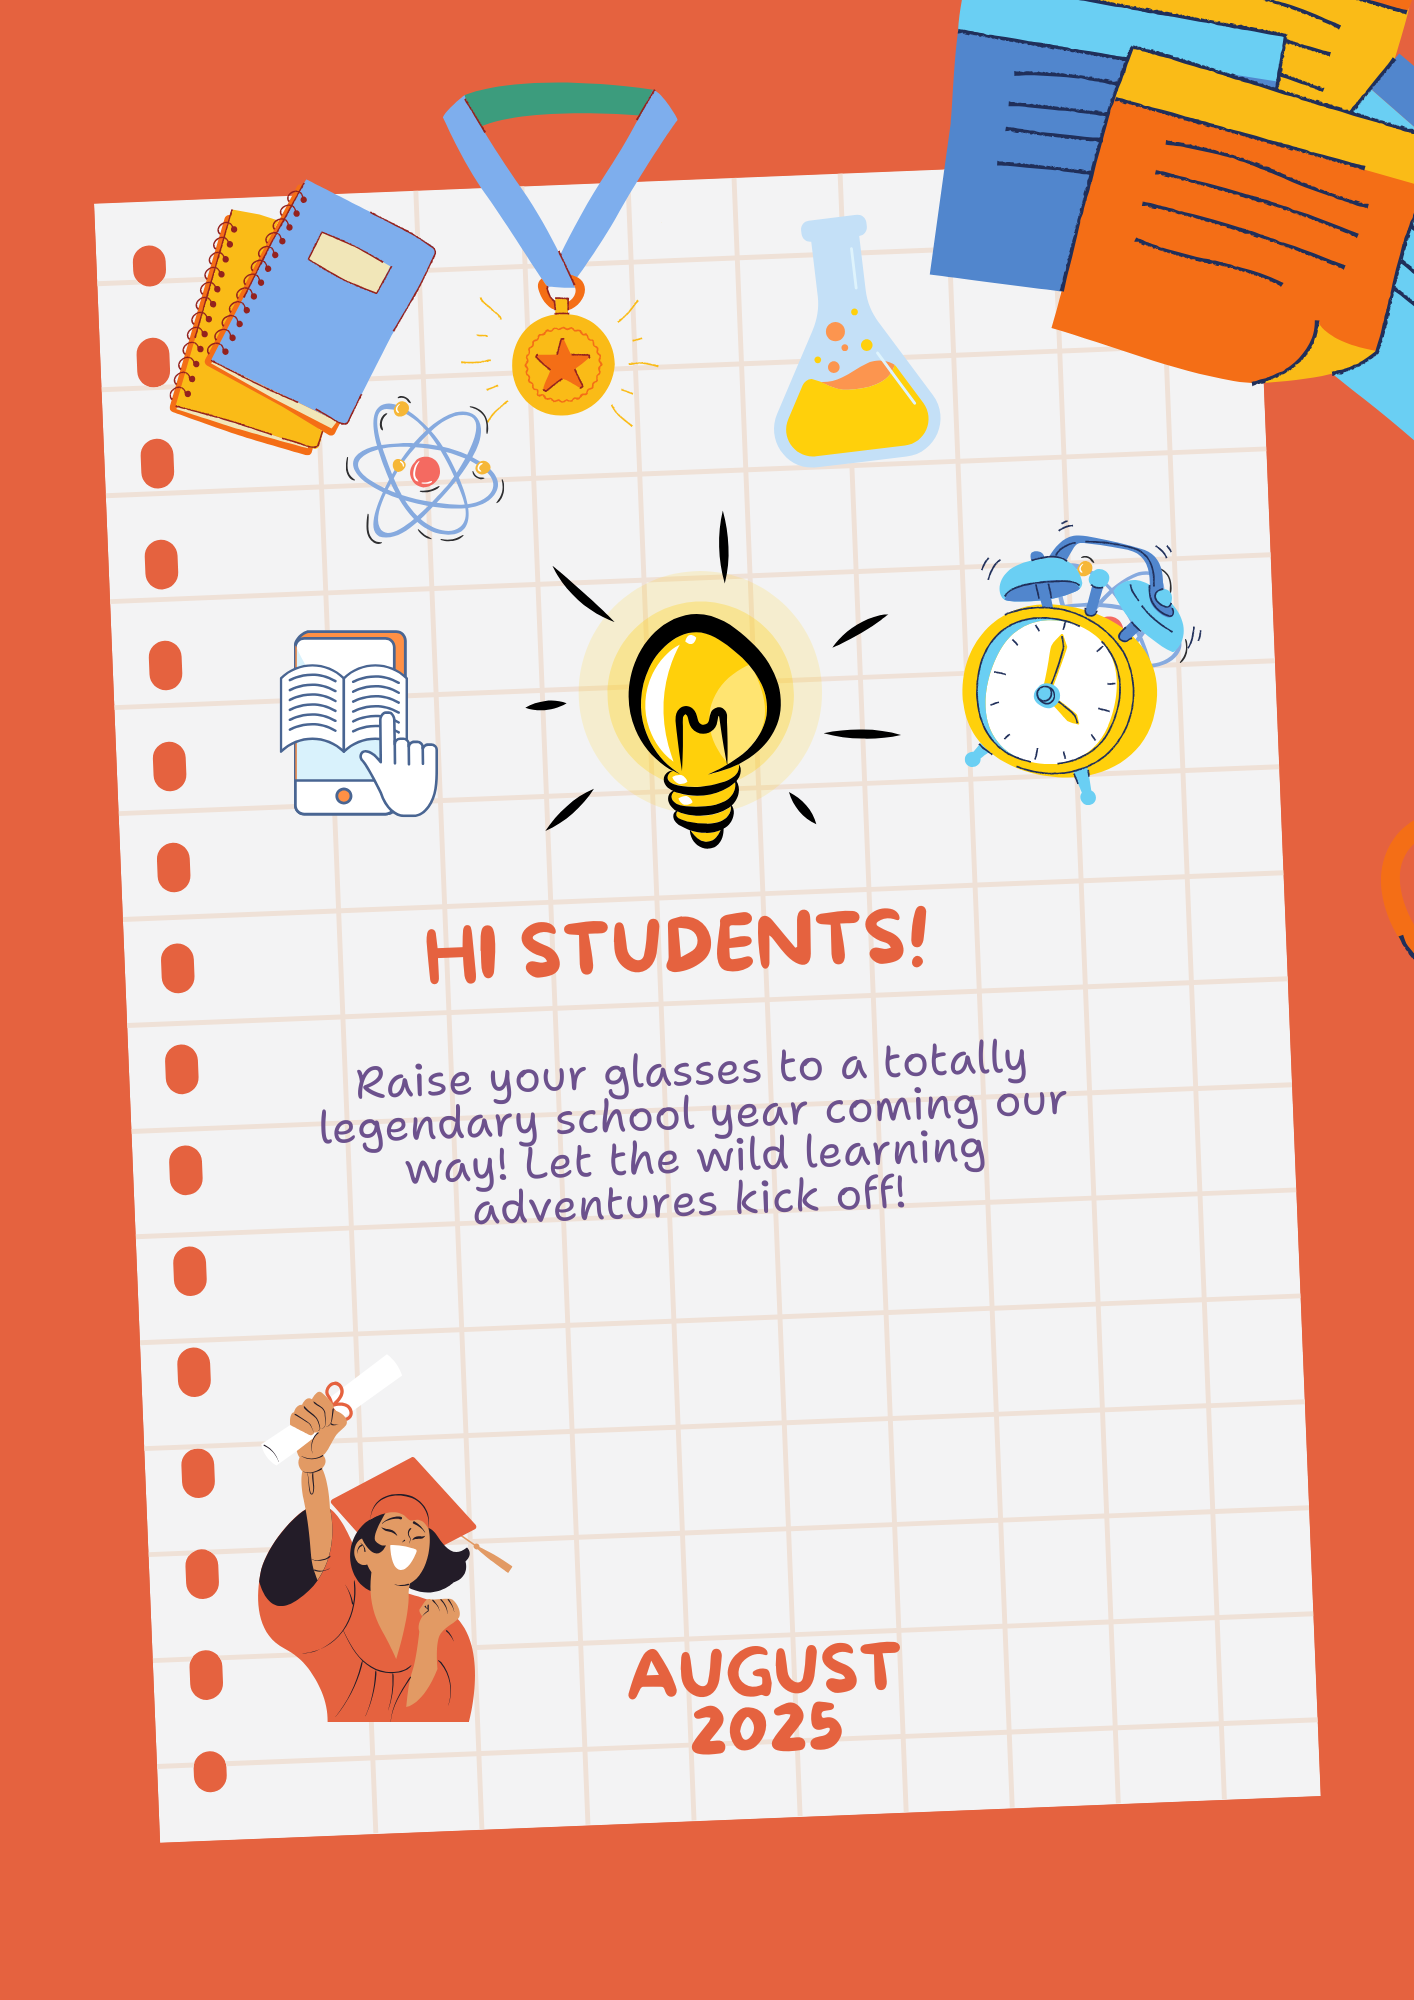 HI STUDENTS!
Raise your glasses to a totally
legendary school year coming our
way! Let the wild learning
adventures kick off!
AUGUST
2025